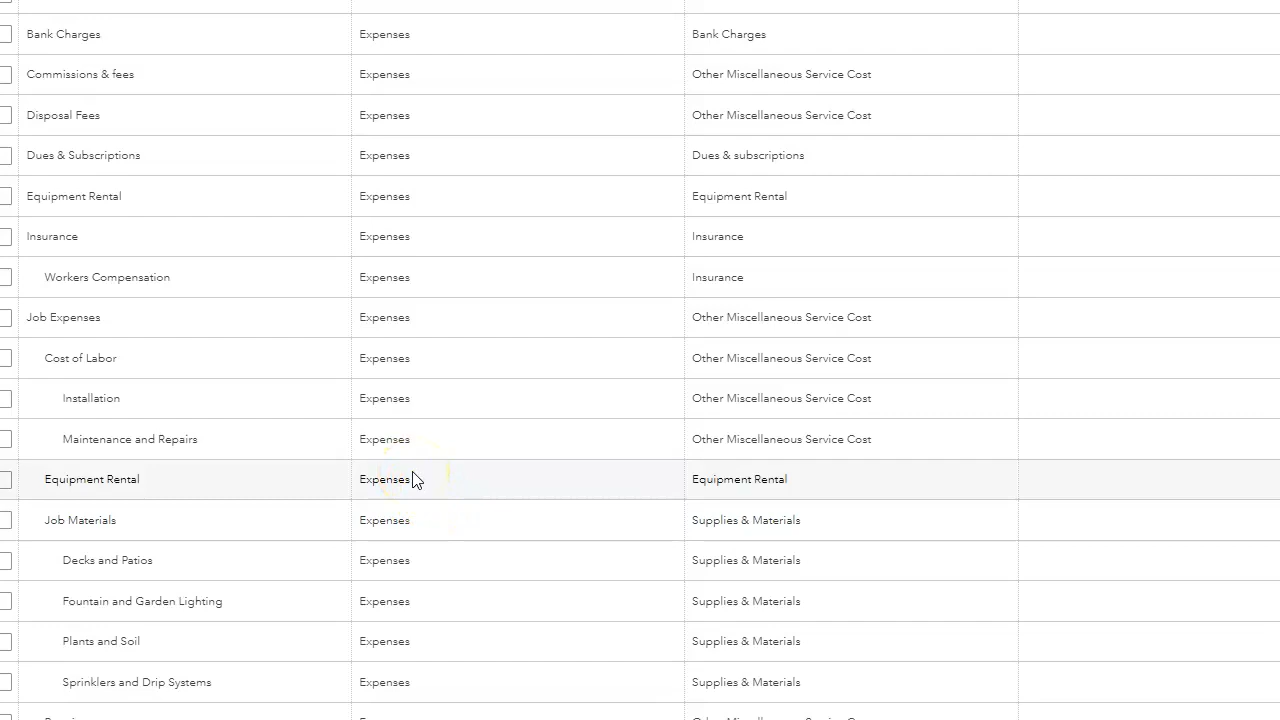 Bank Charges Expenses Bank Charges
Commissions & fees Expenses Other Miscellaneous Service Cost
Disposal Fees Expenses Other Miscellaneous Service Cost
Dues & Subscriptions Expenses Dues & subscriptions
Equipment Rental Expenses Equipment Rental
Insurance Expenses Insurance
Workers Compensation Expenses Insurance
Job Expenses Expenses Other Miscellaneous Service Cost
Cost of Labor Expenses Other Miscellaneous Service Cost
Installation Expenses Other Miscellaneous Service Cost
Maintenance and Repairs Expenses Other Miscellaneous Service Cost
Equipment Rental Expenses Equipment Rental
Job Materials Expenses Supplies & Materials
Decks and Patios Expenses Supplies & Materials
Fountain and Garden Lighting Expenses Supplies & Materials
Plants and Soil Expenses Supplies & Materials
Sprinklers and Drip Systems Expenses Supplies & Materials